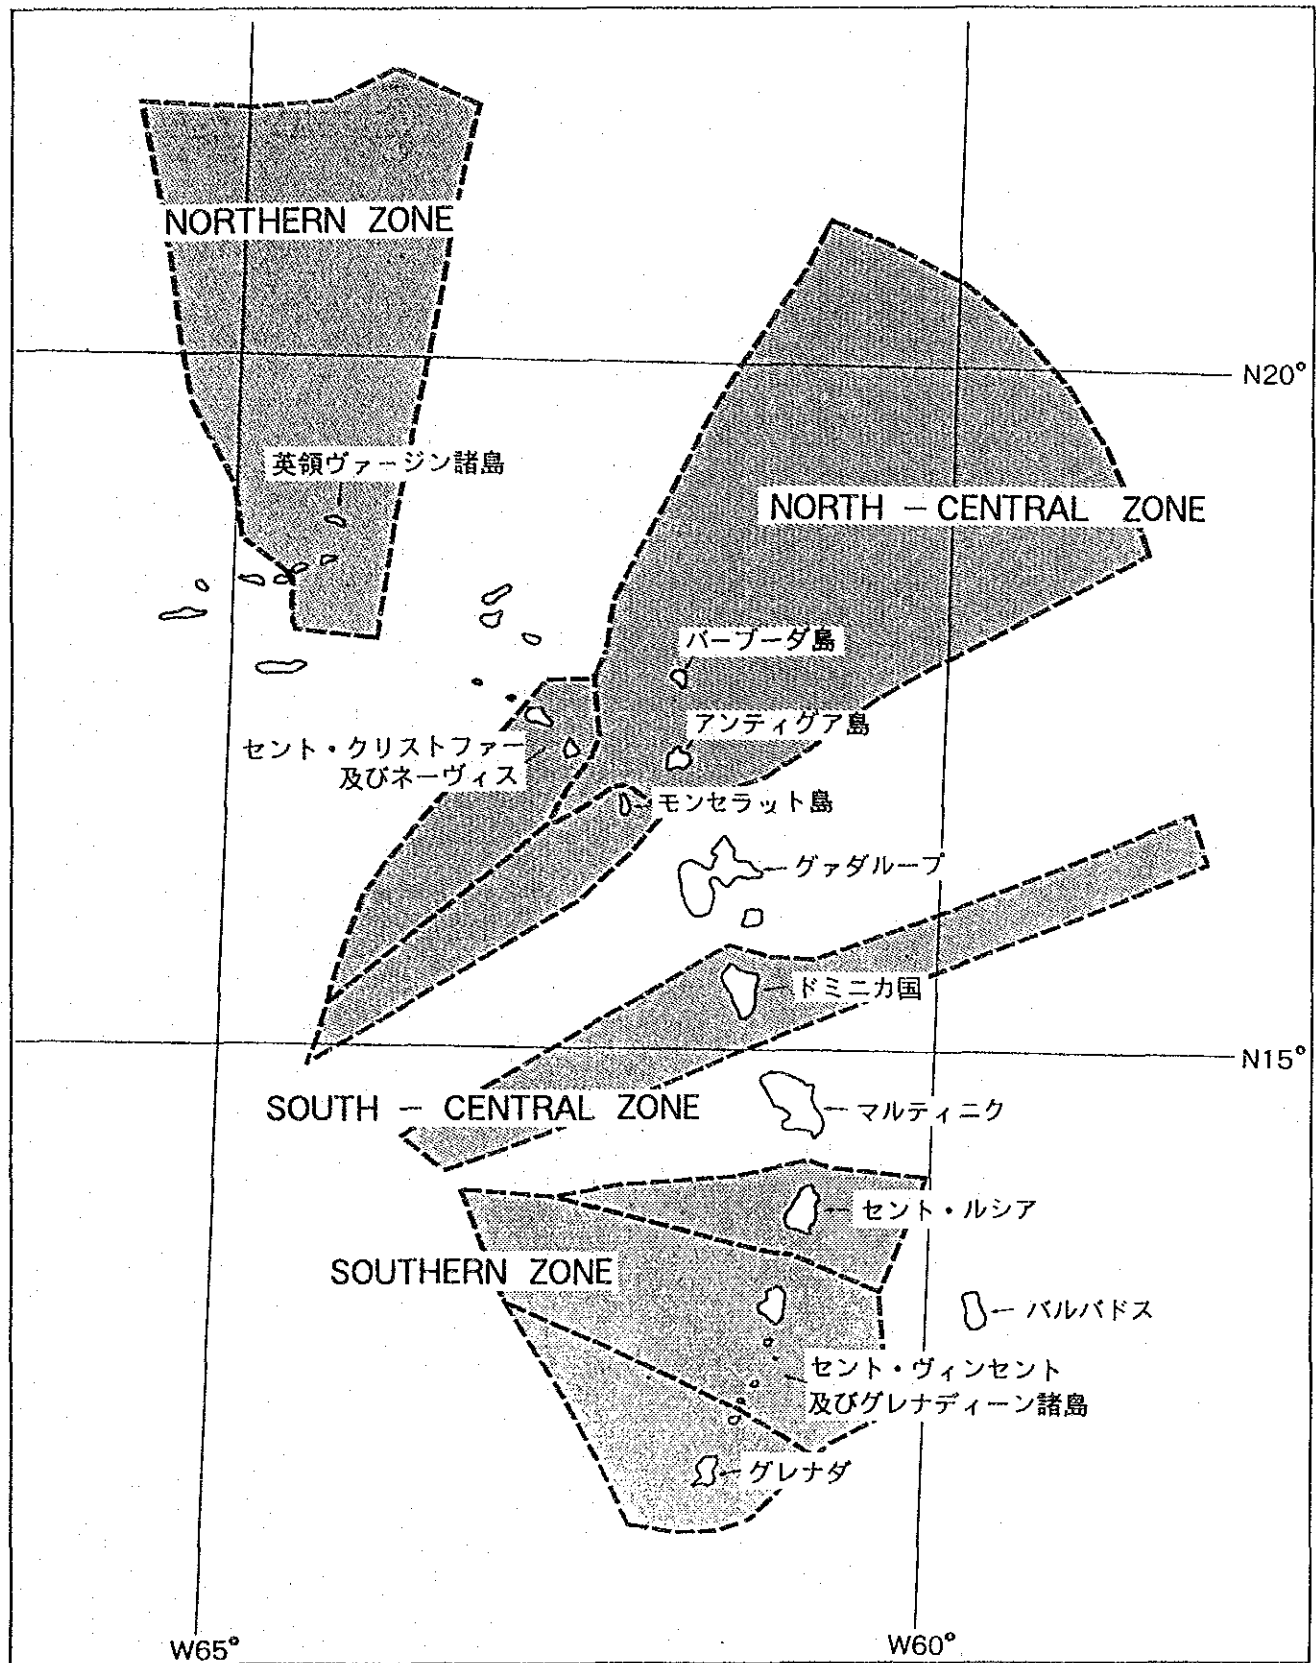 NORTHERN ZONE
N20°
英領ヴァージン諸島
NORTH – CENTRAL ZONE
バーブーダ島
アンティグア島
セント・クリストファー
及びネーヴィス
モンセラット島
グァダループ
ドミニカ国
N15°
SOUTH – CENTRAL ZONE
マルティニク
セント・ルシア
SOUTHERN ZONE
バルバドス
セント・ヴィンセント
及びグレナディーン諸島
グレナダ
W65°
W60°